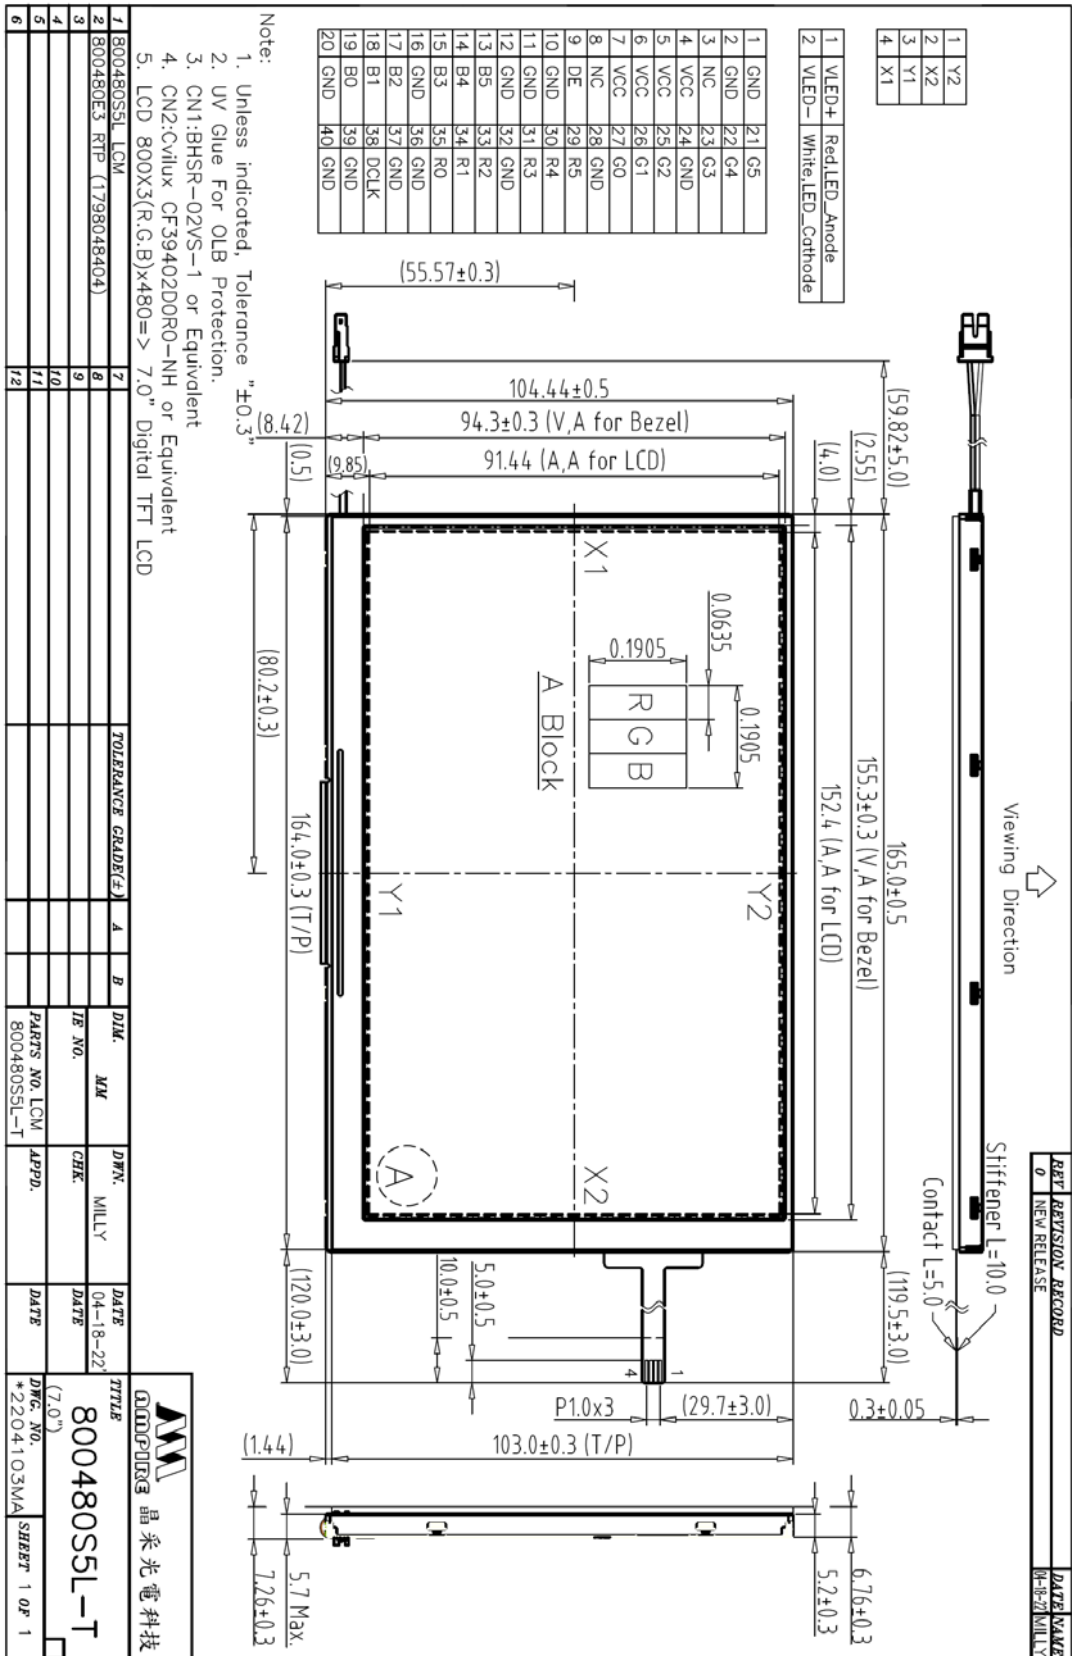 REV REVISION RECORD DATE NAME
0 NEW RELEASE 04-18-22' MILLY
1 Y2
2 X2
3 Y1
4 X1
1 VLED+ Red,LED_Anode
2 VLED- White,LED_Cathode
1 GND 21 G5
2 GND 22 G4
3 NC 23 G3
4 VCC 24 GND
5 VCC 25 G2
6 VCC 26 G1
7 VCC 27 G0
8 NC 28 GND
9 DE 29 R5
10 GND 30 R4
11 GND 31 R3
12 GND 32 GND
13 B5 33 R2
14 B4 34 R1
15 B3 35 R0
16 GND 36 GND
17 B2 37 GND
18 B1 38 DCLK
19 B0 39 GND
20 GND 40 GND
Viewing Direction
Stiffener L=10.0
Contact L=5.0
0.3±0.05
(59.82±5.0)
165.0±0.5
(119.5±3.0)
(2.55)
155.3±0.3 (V,A for Bezel)
(4.0)
152.4 (A,A for LCD)
(55.57±0.3)
104.44±0.5
94.3±0.3 (V,A for Bezel)
(8.42)
91.44 (A,A for LCD)
(9.85)
(0.5)
X1
Y2
X2
Y1
0.0635
0.1905
0.1905
R G B
A Block
A
5.0±0.5
10.0±0.5
1
4
P1.0x3
(29.7±3.0)
103.0±0.3 (T/P)
(1.44)
(80.2±0.3)
164.0±0.3 (T/P)
(120.0±3.0)
6.76±0.3
5.2±0.3
5.7 Max.
7.26±0.3
Note:
1. Unless indicated, Tolerance "±0.3"
2. UV Glue For OLB Protection.
3. CN1:BHSR-02VS-1 or Equivalent
4. CN2:Cvilux CF39402D0R0-NH or Equivalent
5. LCD 800X3(R.G.B)x480=> 7.0" Digital TFT LCD
AMPIRE 晶采光電科技
1 800480S5L LCM 7
2 800480E3 RTP (1798048404) 8
3 9
4 10
5 11
6 12
TOLERANCE GRADE(±) A B
DIM. MM
IE NO.
PARTS NO. LCM
800480S5L-T
DWN. MILLY
CHK.
APPD.
DATE 04-18-22'
DATE
DATE
TITLE
800480S5L-T
(7.0")
DWG. NO.
*2204103MA
SHEET 1 OF 1